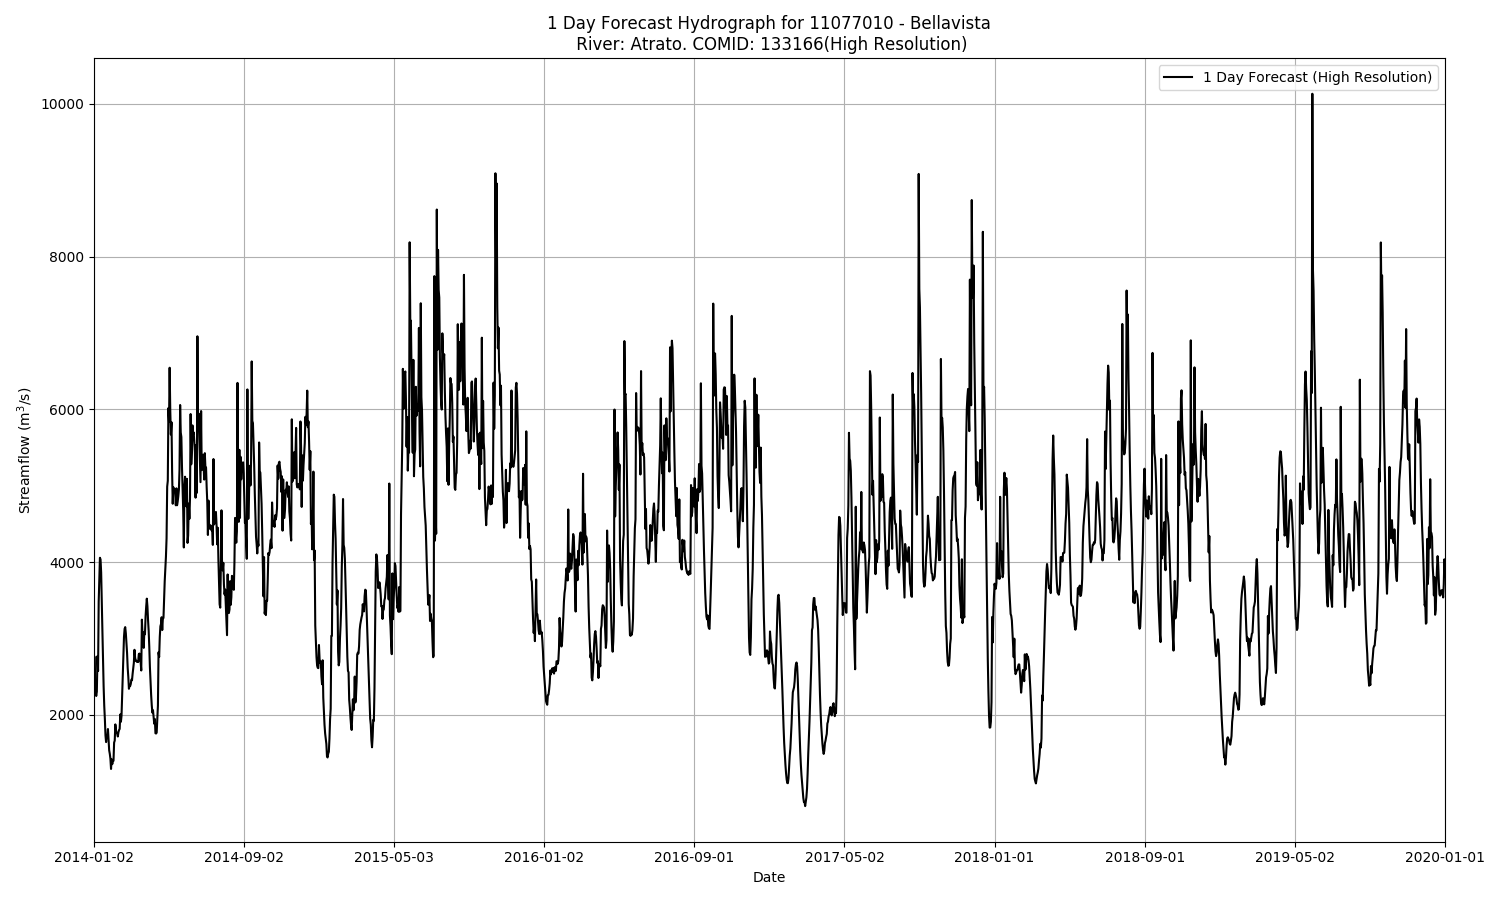 1 Day Forecast Hydrograph for 11077010 - Bellavista
River: Atrato. COMID: 133166(High Resolution)
1 Day Forecast (High Resolution)
10000
8000
6000
4000
2000
Streamflow (m³/s)
2014-01-02 2014-09-02 2015-05-03 2016-01-02 2016-09-01 2017-05-02 2018-01-01 2018-09-01 2019-05-02 2020-01-01
Date